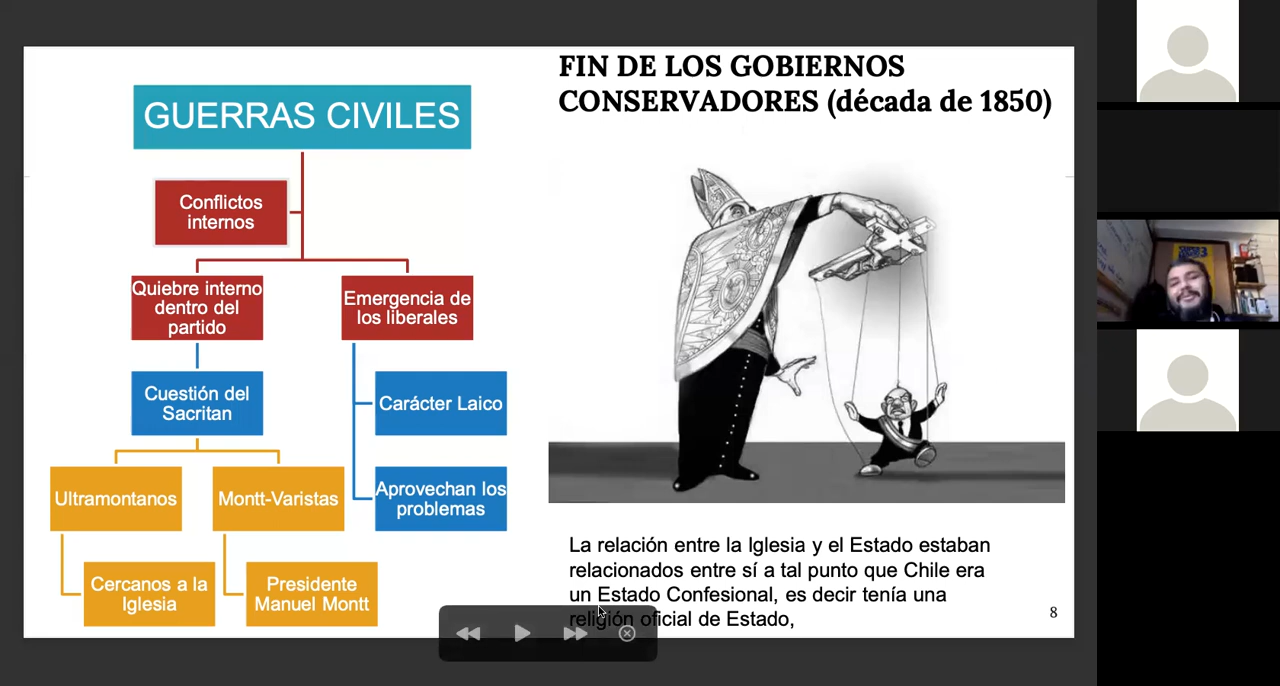 FIN DE LOS GOBIERNOS
CONSERVADORES (década de 1850)
GUERRAS CIVILES
Conflictos
internos
Quiebre interno
dentro del
partido
Emergencia de
los liberales
Cuestión del
Sacritan
Carácter Laico
Ultramontanos
Montt-Varistas
Aprovechan los
problemas
Cercanos a la
Iglesia
Presidente
Manuel Montt
La relación entre la Iglesia y el Estado estaban
relacionados entre sí a tal punto que Chile era
un Estado Confesional, es decir tenía una
religión oficial de Estado,
8